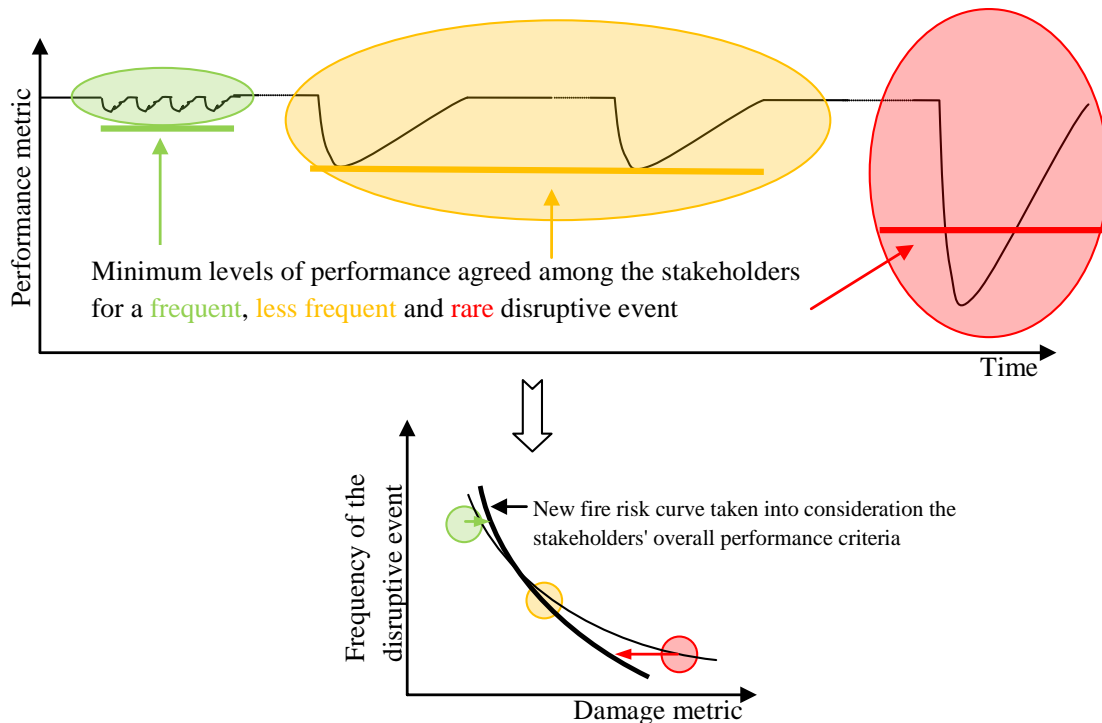 Performance metric
Minimum levels of performance agreed among the stakeholders
for a frequent, less frequent and rare disruptive event
Time
Frequency of the
disruptive event
New fire risk curve taken into consideration the
stakeholders' overall performance criteria
Damage metric